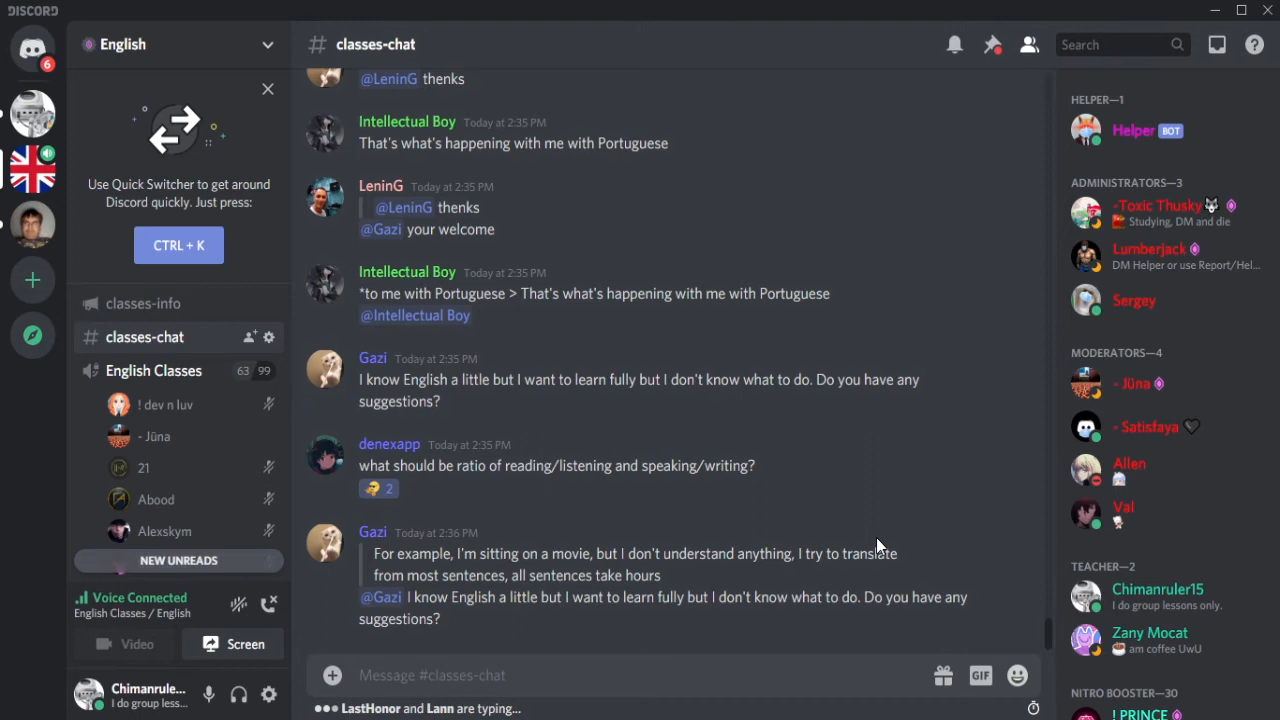 DISCORD
6
English
Use Quick Switcher to get around
Discord quickly. Just press:
CTRL + K
classes-info
classes-chat
English Classes 63 99
! dev n luv
- Jüna
21
Abood
Alexskym
NEW UNREADS
Voice Connected
English Classes / English
Video
Screen
Chimanrule...
I do group less...
# classes-chat
Search
@LeninG thenks
Intellectual Boy Today at 2:35 PM
That's what's happening with me with Portuguese
LeninG Today at 2:35 PM
@LeninG thenks
@Gazi your welcome
Intellectual Boy Today at 2:35 PM
*to me with Portuguese > That's what's happening with me with Portuguese
@Intellectual Boy
Gazi Today at 2:35 PM
I know English a little but I want to learn fully but I don't know what to do. Do you have any
suggestions?
denexapp Today at 2:35 PM
what should be ratio of reading/listening and speaking/writing?
2
Gazi Today at 2:36 PM
For example, I'm sitting on a movie, but I don't understand anything, I try to translate
from most sentences, all sentences take hours
@Gazi I know English a little but I want to learn fully but I don't know what to do. Do you have any
suggestions?
Message #classes-chat
GIF
LastHonor and Lann are typing...
HELPER—1
Helper BOT
ADMINISTRATORS—3
-Toxic Thusky
Studying, DM and die
Lumberjack
DM Helper or use Report/Hel...
Sergey
MODERATORS—4
- Jüna
- Satisfaya
Allen
Val
TEACHER—2
Chimanruler15
I do group lessons only.
Zany Mocat
am coffee UwU
NITRO BOOSTER—30
! PRINCE